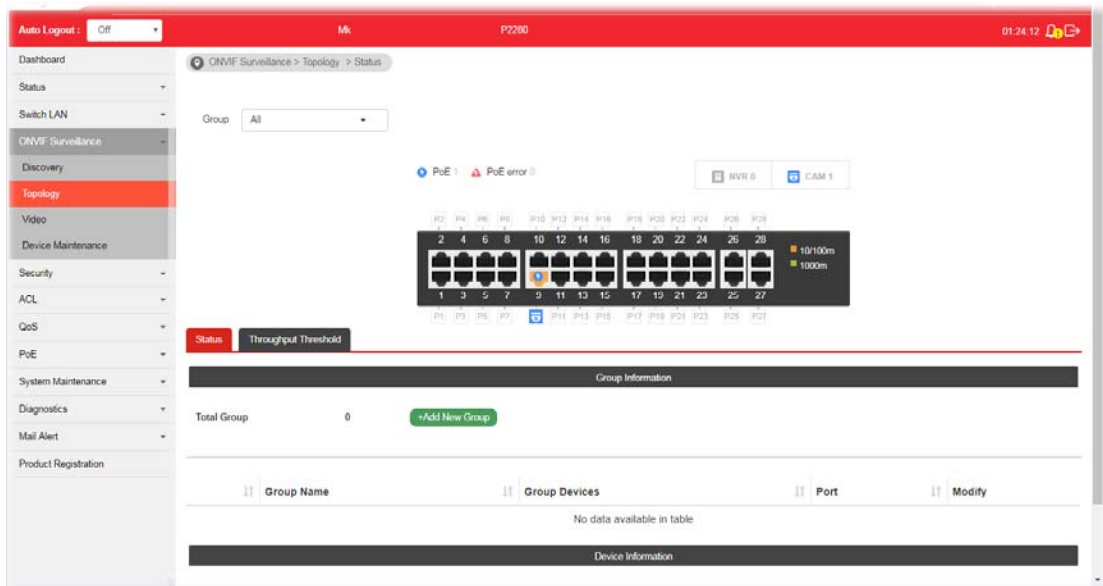 Auto Logout : Off Mk P2280 01:24:12 1
Dashboard
ONVIF Surveillance > Topology > Status
Status
Switch LAN
Group All
ONVIF Surveillance
Discovery
PoE 1 PoE error 0 NVR 0 CAM 1
Topology
Video
Device Maintenance
P2 P4 P6 P8 P10 P12 P14 P16 P18 P20 P22 P24 P26 P28
2 4 6 8 10 12 14 16 18 20 22 24 26 28
10/100m
1000m
1 3 5 7 9 11 13 15 17 19 21 23 25 27
P1 P3 P5 P7 P11 P13 P15 P17 P19 P21 P23 P25 P27
Security
ACL
QoS
PoE
System Maintenance
Diagnostics
Mail Alert
Product Registration
Status Throughput Threshold
Group Information
Total Group 0 +Add New Group
Group Name Group Devices Port Modify
No data available in table
Device Information